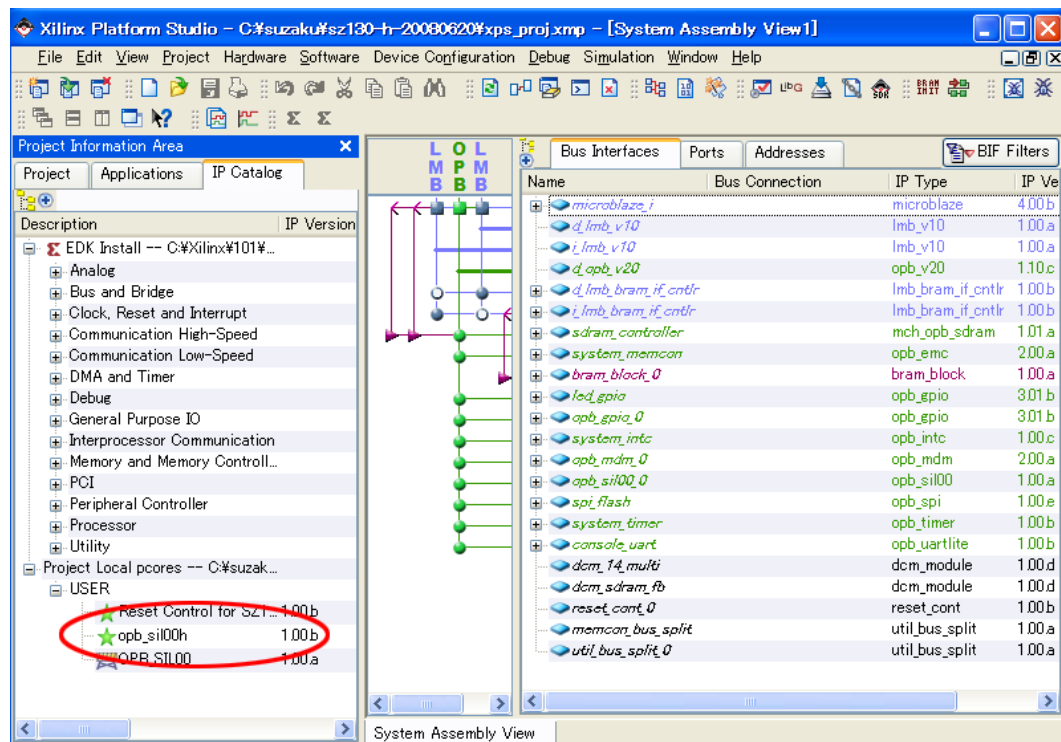 Xilinx Platform Studio - C:¥suzaku¥sz130-h-20080620¥xps_proj.xmp - [System Assembly View1]
File Edit View Project Hardware Software Device Configuration Debug Simulation Window Help
Project Information Area
Project Applications IP Catalog
Description IP Version
EDK Install -- C:¥Xilinx¥101¥...
Analog
Bus and Bridge
Clock, Reset and Interrupt
Communication High-Speed
Communication Low-Speed
DMA and Timer
Debug
General Purpose IO
Interprocessor Communication
Memory and Memory Controll...
PCI
Peripheral Controller
Processor
Utility
Project Local pcores -- C:¥suzak...
USER
Reset Control for SZ1... 1.00.b
opb_sil00h 1.00.b
OPB_SIL00 1.00.a
LMB OPB LMB
Bus Interfaces Ports Addresses BIF Filters
Name Bus Connection IP Type IP Ve
microblaze_i microblaze 4.00.b
d_lmb_v10 lmb_v10 1.00.a
i_lmb_v10 lmb_v10 1.00.a
d_opb_v20 opb_v20 1.10.c
d_lmb_bram_if_cntlr lmb_bram_if_cntlr 1.00.b
i_lmb_bram_if_cntlr lmb_bram_if_cntlr 1.00.b
sdram_controller mch_opb_sdram 1.01.a
system_memcon opb_emc 2.00.a
bram_block_0 bram_block 1.00.a
led_gpio opb_gpio 3.01.b
opb_gpio_0 opb_gpio 3.01.b
system_intc opb_intc 1.00.c
opb_mdm_0 opb_mdm 2.00.a
opb_sil00_0 opb_sil00 1.00.a
spi_flash opb_spi 1.00.e
system_timer opb_timer 1.00.b
console_uart opb_uartlite 1.00.b
dcm_14_multi dcm_module 1.00.d
dcm_sdram_fb dcm_module 1.00.d
reset_cont_0 reset_cont 1.00.b
memcon_bus_split util_bus_split 1.00.a
util_bus_split_0 util_bus_split 1.00.a
System Assembly View